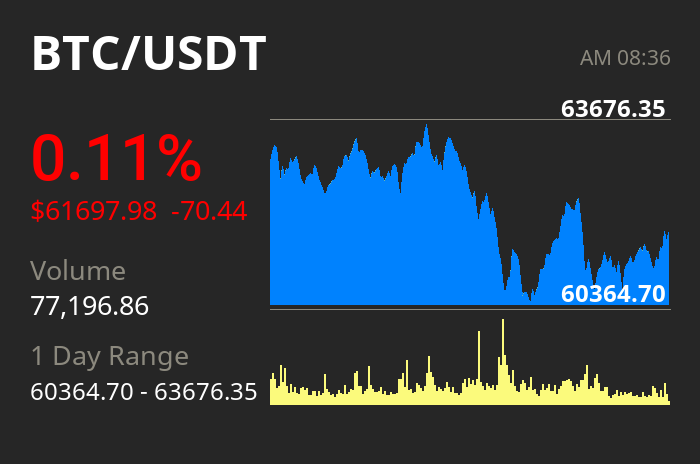 BTC/USDT
AM 08:36
63676.35
0.11%
$61697.98 -70.44
Volume
77,196.86
60364.70
1 Day Range
60364.70 - 63676.35